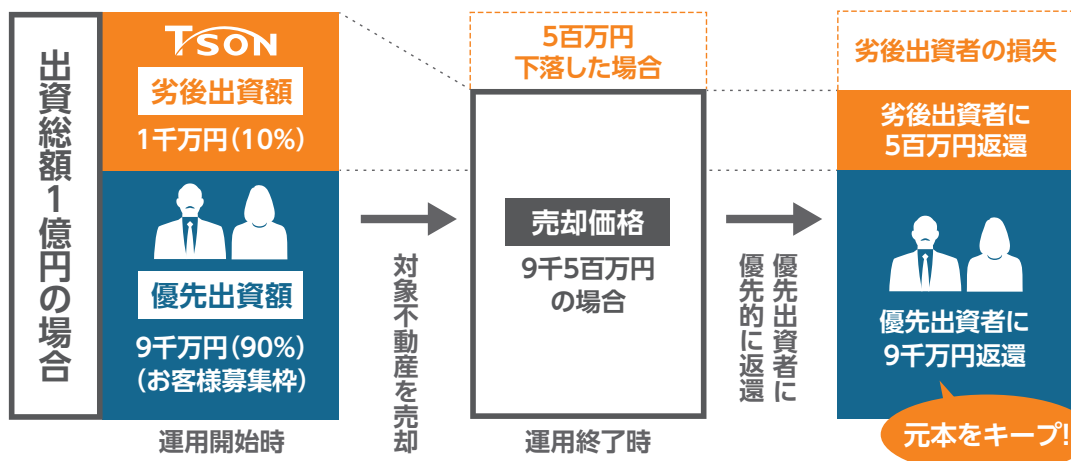 出資総額1億円の場合
TSON
劣後出資額
1千万円(10%)
優先出資額
9千万円(90%)
(お客様募集枠)
運用開始時
対象不動産を売却
5百万円
下落した場合
売却価格
9千5百万円
の場合
運用終了時
優先出資者に
優先的に返還
劣後出資者の損失
劣後出資者に
5百万円返還
優先出資者に
9千万円返還
元本をキープ!